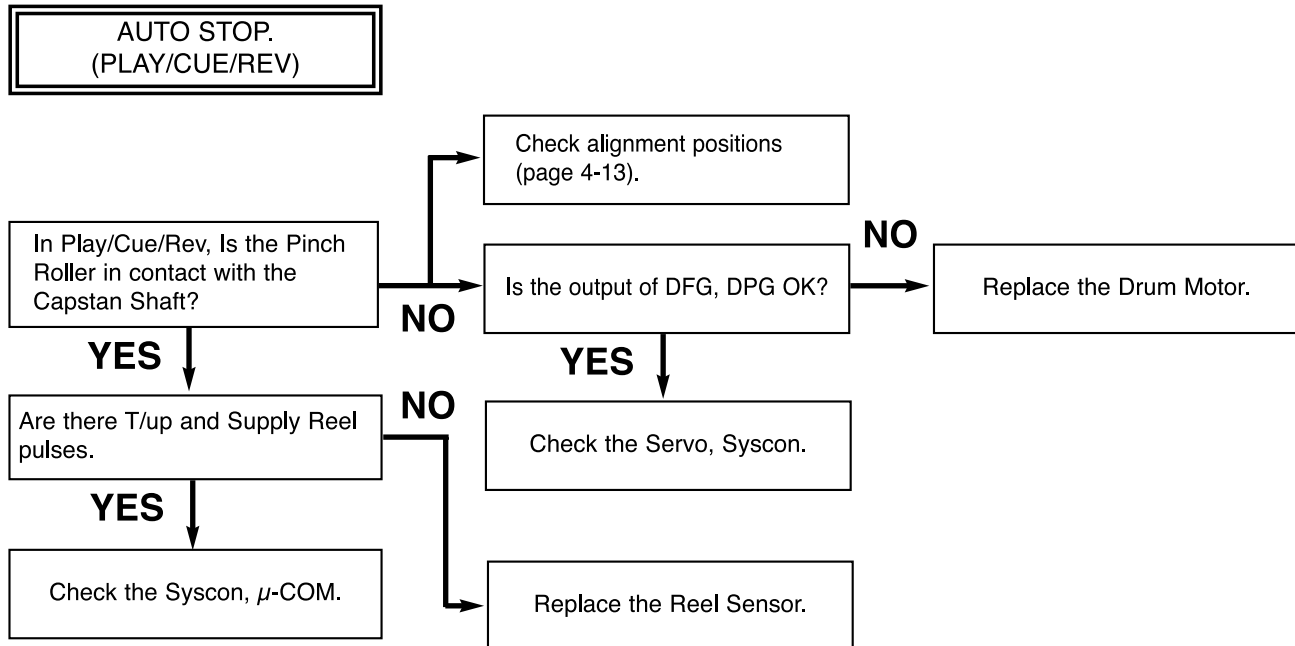 AUTO STOP.
(PLAY/CUE/REV)
Check alignment positions
(page 4-13).
In Play/Cue/Rev, Is the Pinch
Roller in contact with the
Capstan Shaft?
NO
Is the output of DFG, DPG OK?
NO
Replace the Drum Motor.
YES
YES
Are there T/up and Supply Reel
pulses.
NO
Check the Servo, Syscon.
YES
Check the Syscon, μ-COM.
Replace the Reel Sensor.